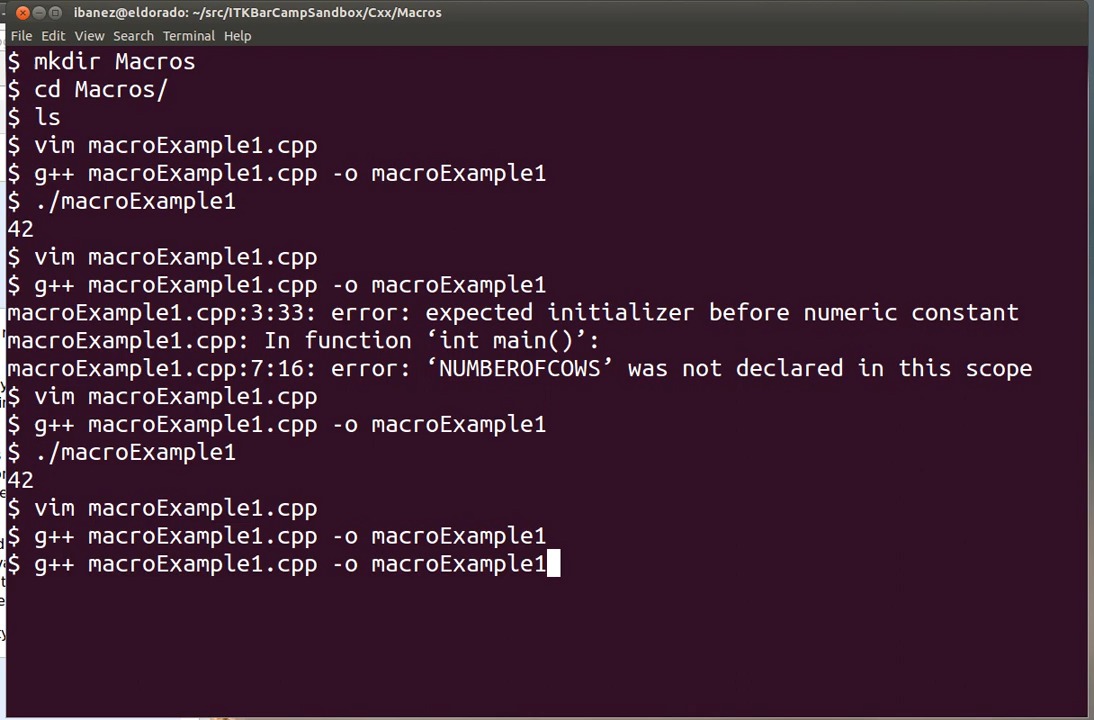 ibanez@eldorado: ~/src/ITKBarCampSandbox/Cxx/Macros
File Edit View Search Terminal Help
$ mkdir Macros
$ cd Macros/
$ ls
$ vim macroExample1.cpp
$ g++ macroExample1.cpp -o macroExample1
$ ./macroExample1
42
$ vim macroExample1.cpp
$ g++ macroExample1.cpp -o macroExample1
macroExample1.cpp:3:33: error: expected initializer before numeric constant
macroExample1.cpp: In function ‘int main()’:
macroExample1.cpp:7:16: error: ‘NUMBEROFCOWS’ was not declared in this scope
$ vim macroExample1.cpp
$ g++ macroExample1.cpp -o macroExample1
$ ./macroExample1
42
$ vim macroExample1.cpp
$ g++ macroExample1.cpp -o macroExample1
$ g++ macroExample1.cpp -o macroExample1